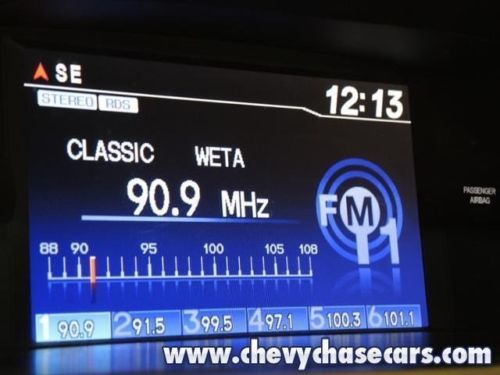 SE
12:13
STEREO RDS
CLASSIC WETA
90.9 MHz
FM1
PASSENGER
AIRBAG
88 90 95 100 105 108
1 90.9 2 91.5 3 99.5 4 97.1 5 100.3 6 101.1
www.chevychasecars.com